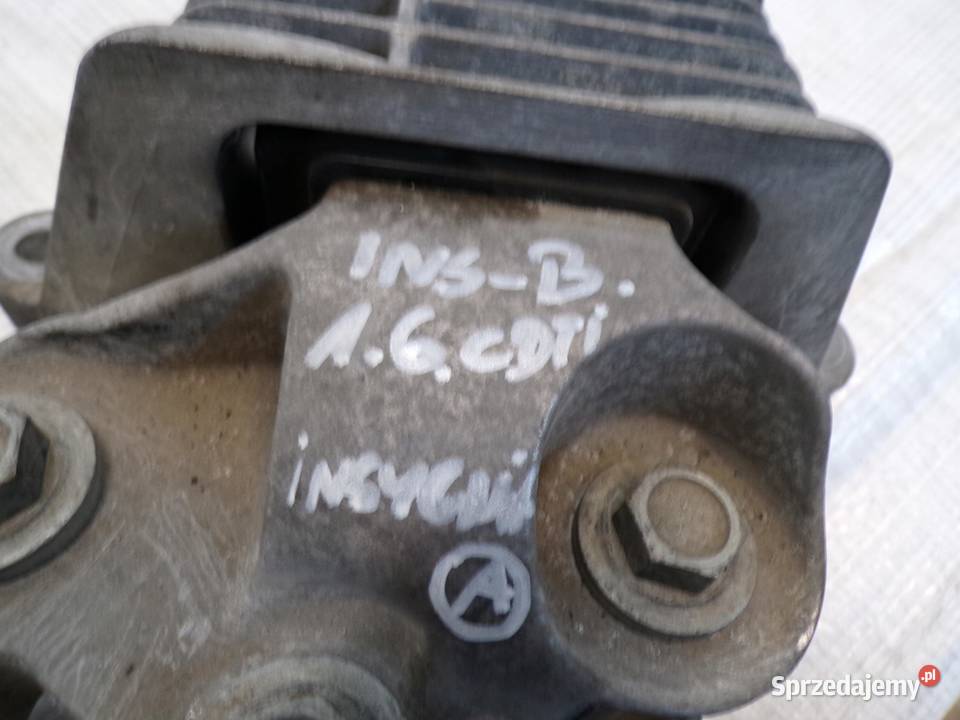 INS-B.
1.6. CDTi
iNSYGNi
A
Sprzedajemy.pl